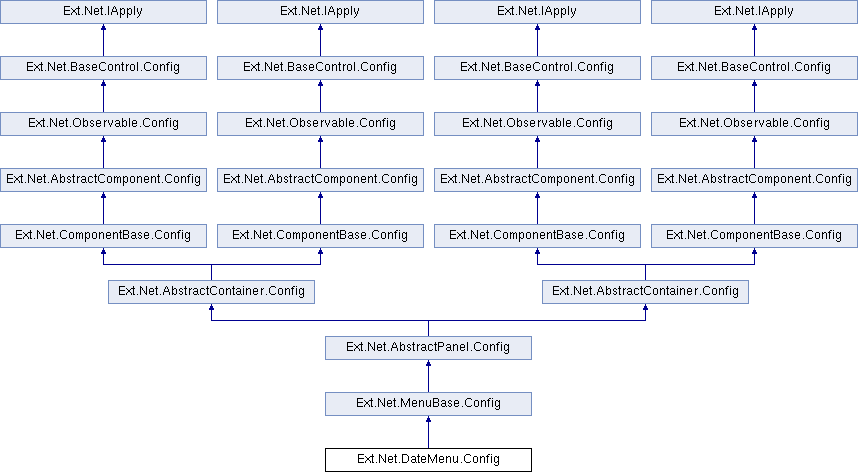 Ext.Net.IApply Ext.Net.IApply Ext.Net.IApply Ext.Net.IApply
Ext.Net.BaseControl.Config Ext.Net.BaseControl.Config Ext.Net.BaseControl.Config Ext.Net.BaseControl.Config
Ext.Net.Observable.Config Ext.Net.Observable.Config Ext.Net.Observable.Config Ext.Net.Observable.Config
Ext.Net.AbstractComponent.Config Ext.Net.AbstractComponent.Config Ext.Net.AbstractComponent.Config Ext.Net.AbstractComponent.Config
Ext.Net.ComponentBase.Config Ext.Net.ComponentBase.Config Ext.Net.ComponentBase.Config Ext.Net.ComponentBase.Config
Ext.Net.AbstractContainer.Config Ext.Net.AbstractContainer.Config
Ext.Net.AbstractPanel.Config
Ext.Net.MenuBase.Config
Ext.Net.DateMenu.Config